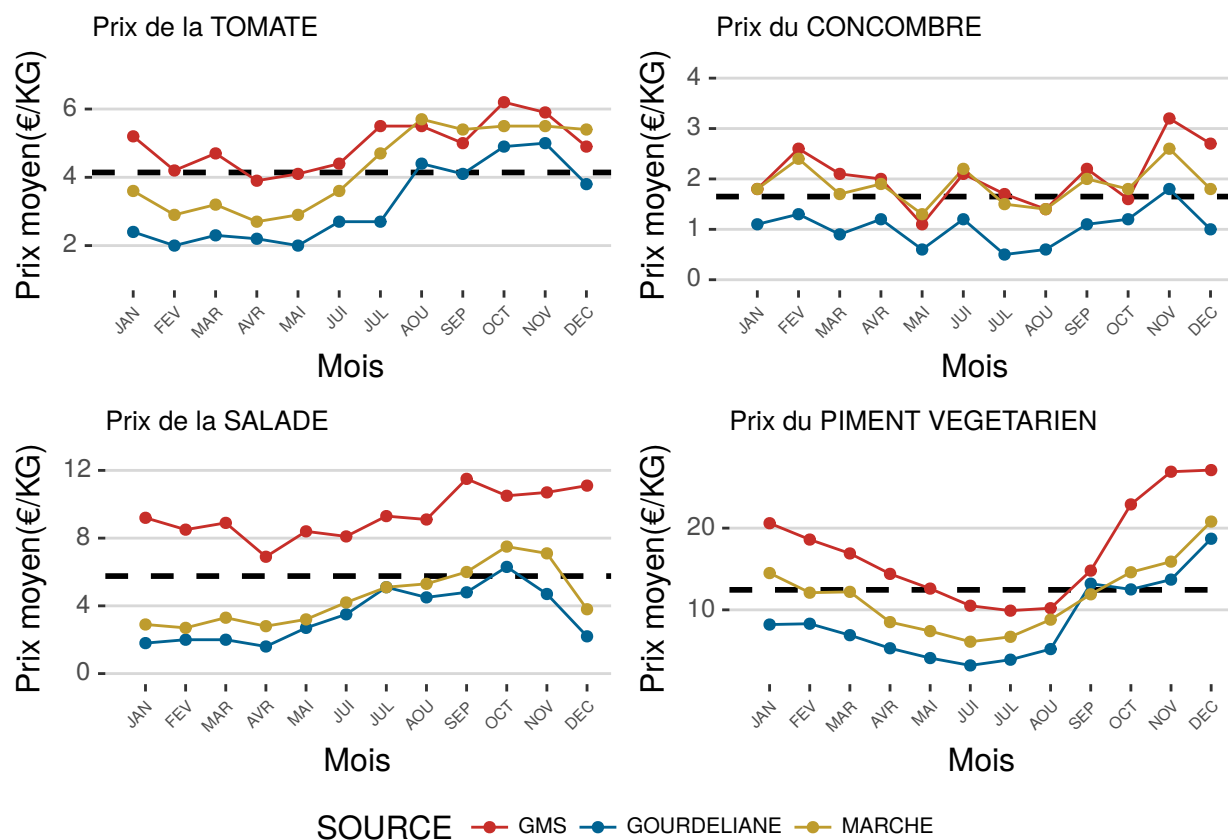 Prix de la TOMATE
Prix moyen(€/KG)
6
4
2
JAN FEV MAR AVR MAI JUI JUL AOU SEP OCT NOV DEC
Mois
Prix du CONCOMBRE
Prix moyen(€/KG)
4
3
2
1
0
JAN FEV MAR AVR MAI JUI JUL AOU SEP OCT NOV DEC
Mois
Prix de la SALADE
Prix moyen(€/KG)
12
8
4
0
JAN FEV MAR AVR MAI JUI JUL AOU SEP OCT NOV DEC
Mois
Prix du PIMENT VEGETARIEN
Prix moyen(€/KG)
20
10
JAN FEV MAR AVR MAI JUI JUL AOU SEP OCT NOV DEC
Mois
SOURCE GMS GOURDELIANE MARCHE